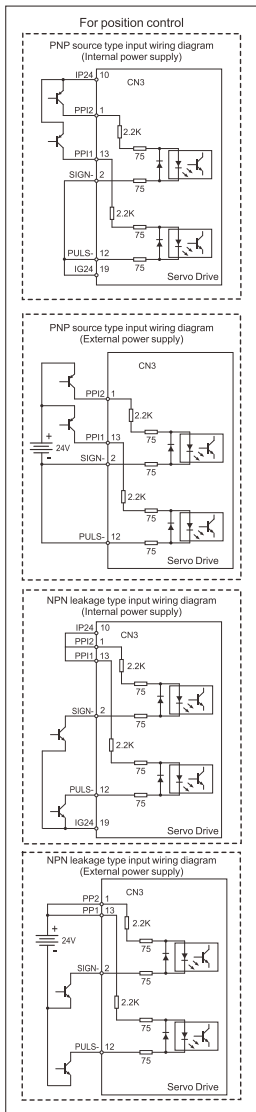 For position control
PNP source type input wiring diagram
(Internal power supply)
IP24 10
CN3
PPI2 1
2.2K
75
PPI1 13
SIGN- 2
75
2.2K
75
PULS- 12
75
IG24 19
Servo Drive
PNP source type input wiring diagram
(External power supply)
CN3
PPI2 1
2.2K
PPI1 13
75
+
24V
-
SIGN- 2
75
2.2K
75
PULS- 12
75
Servo Drive
NPN leakage type input wiring diagram
(Internal power supply)
IP24 10
CN3
PPI2 1
PPI1 13
2.2K
75
SIGN- 2
75
2.2K
75
PULS- 12
75
IG24 19
Servo Drive
NPN leakage type input wiring diagram
(External power supply)
CN3
PP2 1
PP1 13
2.2K
+
24V
-
75
SIGN- 2
75
2.2K
75
PULS- 12
75
Servo Drive